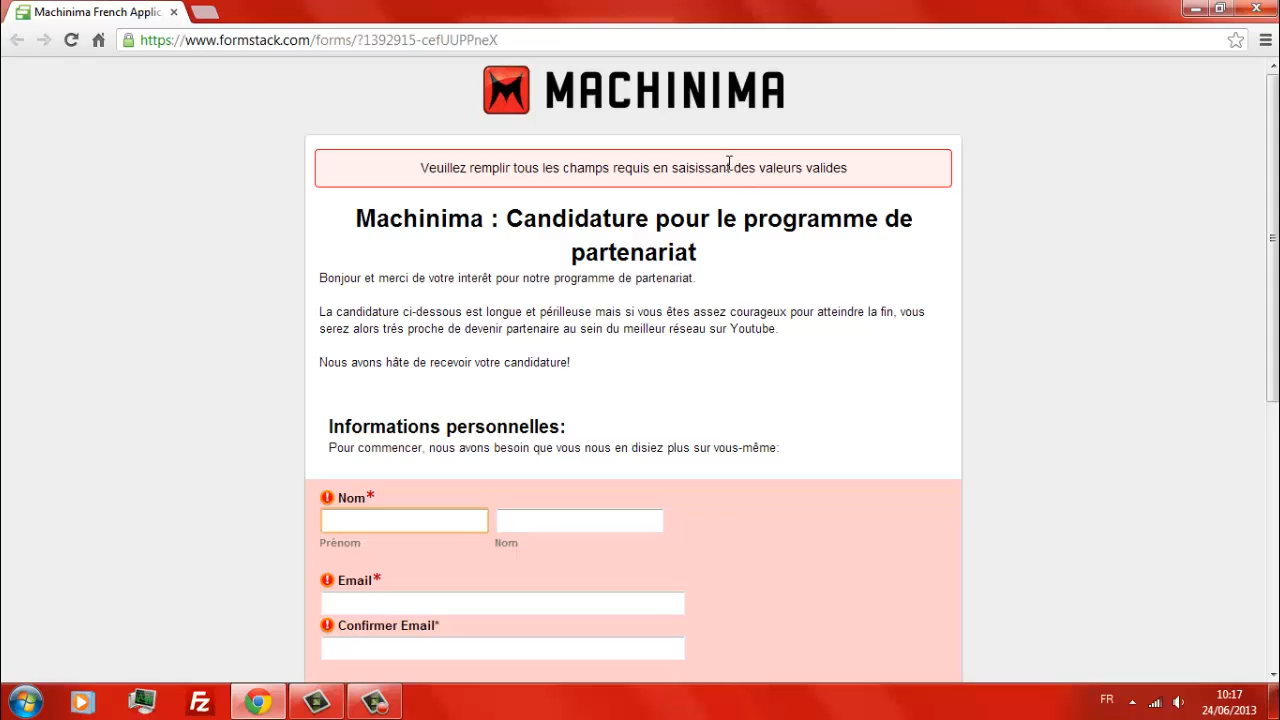 Machinima French Applic
https://www.formstack.com/forms/?1392915-cefUUPPneX
MACHINIMA
Veuillez remplir tous les champs requis en saisissant des valeurs valides
Machinima : Candidature pour le programme de
partenariat
Bonjour et merci de votre interêt pour notre programme de partenariat.
La candidature ci-dessous est longue et périlleuse mais si vous êtes assez courageux pour atteindre la fin, vous
serez alors très proche de devenir partenaire au sein du meilleur réseau sur Youtube.
Nous avons hâte de recevoir votre candidature!
Informations personnelles:
Pour commencer, nous avons besoin que vous nous en disiez plus sur vous-même:
Nom*
Prénom Nom
Email*
Confirmer Email*
FR 10:17
24/06/2013